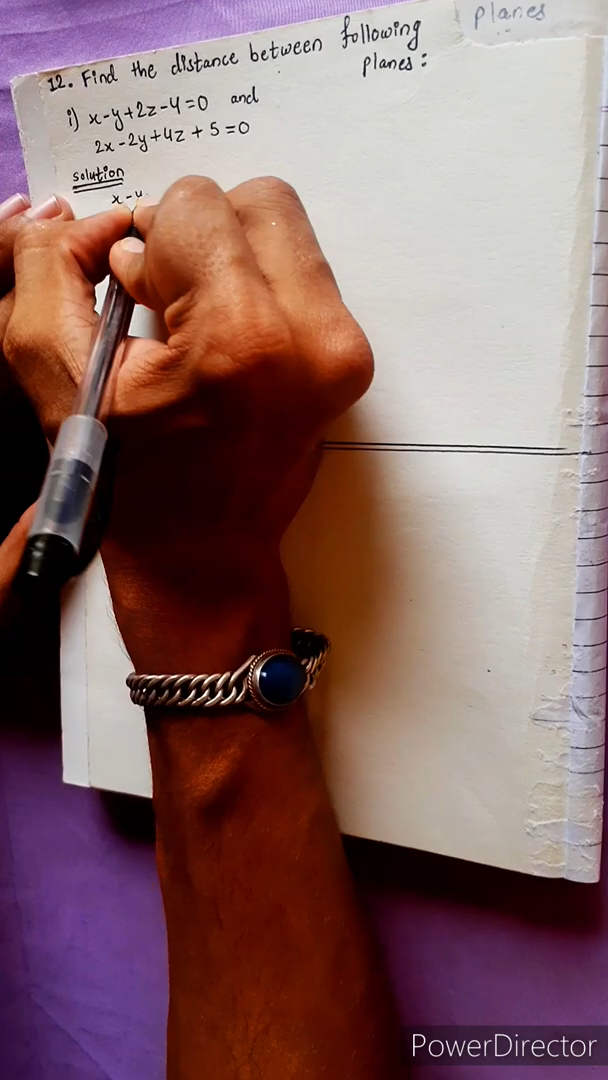 planes
12. Find the distance between following
planes:
i) x-y+2z-4=0 and
2x-2y+4z+5=0
solution
x-y
PowerDirector